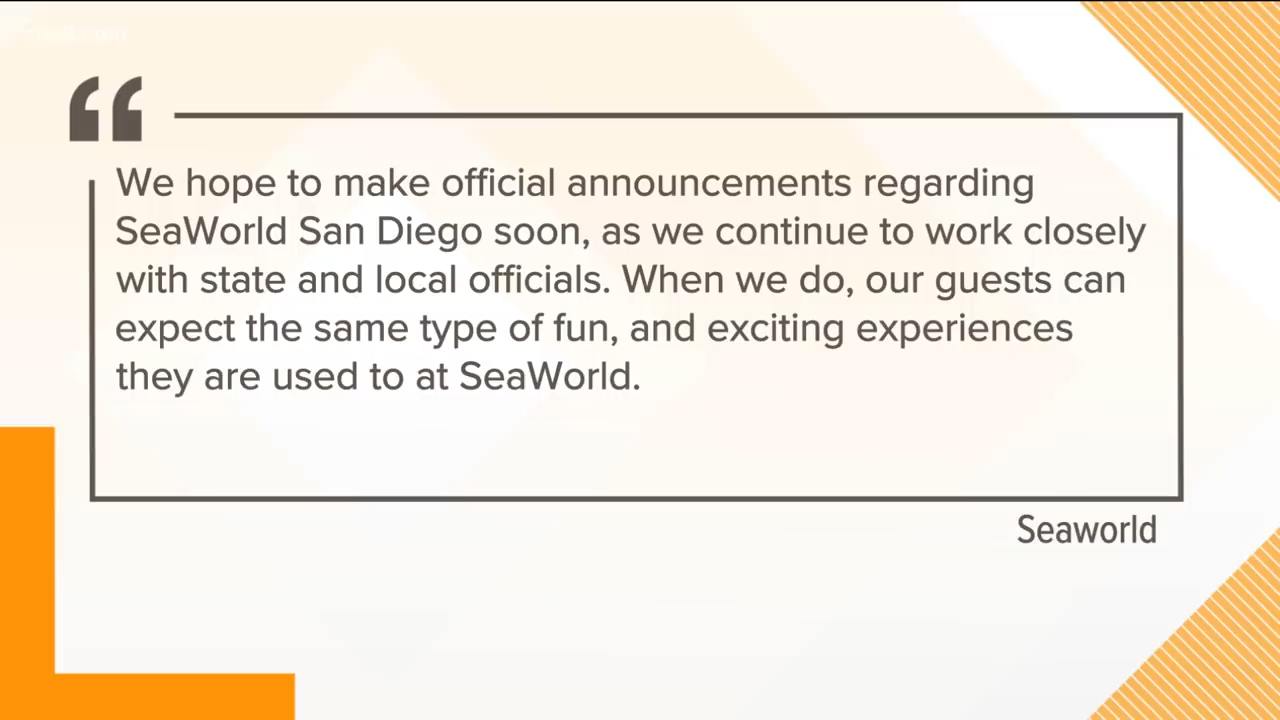 “
We hope to make official announcements regarding
SeaWorld San Diego soon, as we continue to work closely
with state and local officials. When we do, our guests can
expect the same type of fun, and exciting experiences
they are used to at SeaWorld.
Seaworld